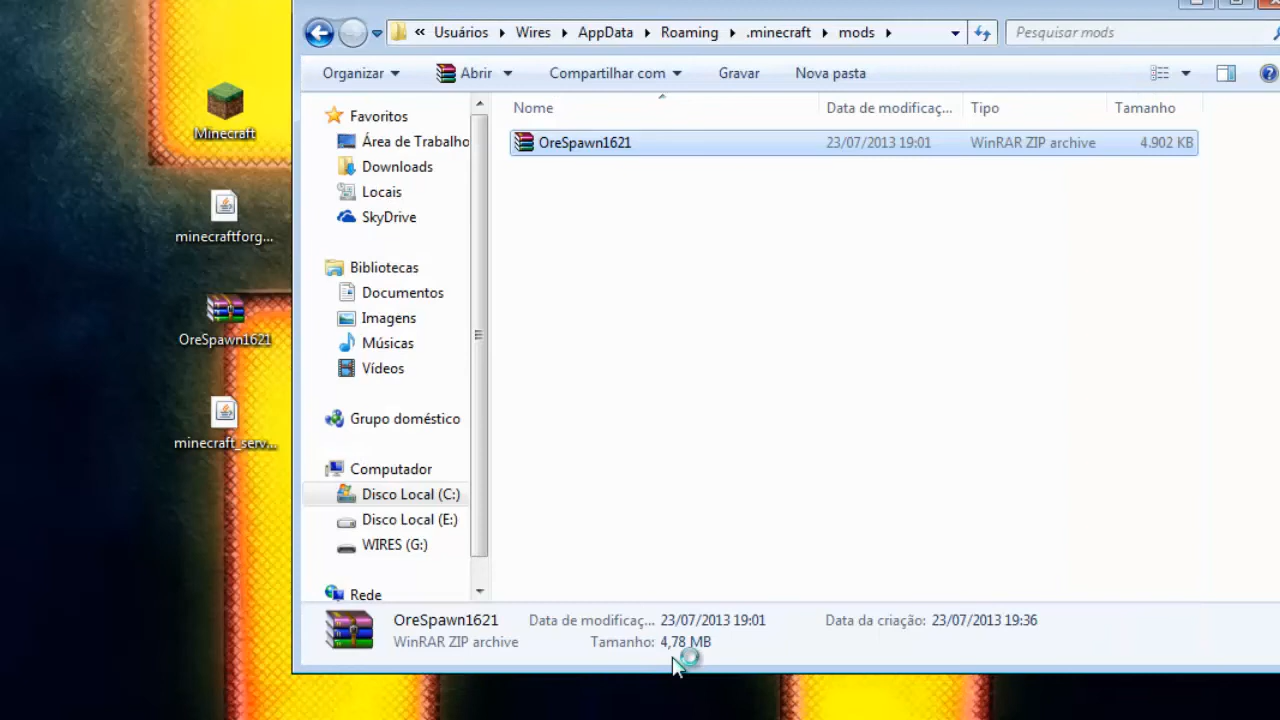 Minecraft
minecraftforg...
OreSpawn1621
minecraft_serv...
« Usuários Wires AppData Roaming .minecraft mods
Pesquisar mods
Organizar Abrir Compartilhar com Gravar Nova pasta
Nome Data de modificaç... Tipo Tamanho
OreSpawn1621 23/07/2013 19:01 WinRAR ZIP archive 4.902 KB
Favoritos
Área de Trabalho
Downloads
Locais
SkyDrive
Bibliotecas
Documentos
Imagens
Músicas
Vídeos
Grupo doméstico
Computador
Disco Local (C:)
Disco Local (E:)
WIRES (G:)
Rede
OreSpawn1621 Data de modificaç... 23/07/2013 19:01 Data da criação: 23/07/2013 19:36
WinRAR ZIP archive Tamanho: 4,78 MB